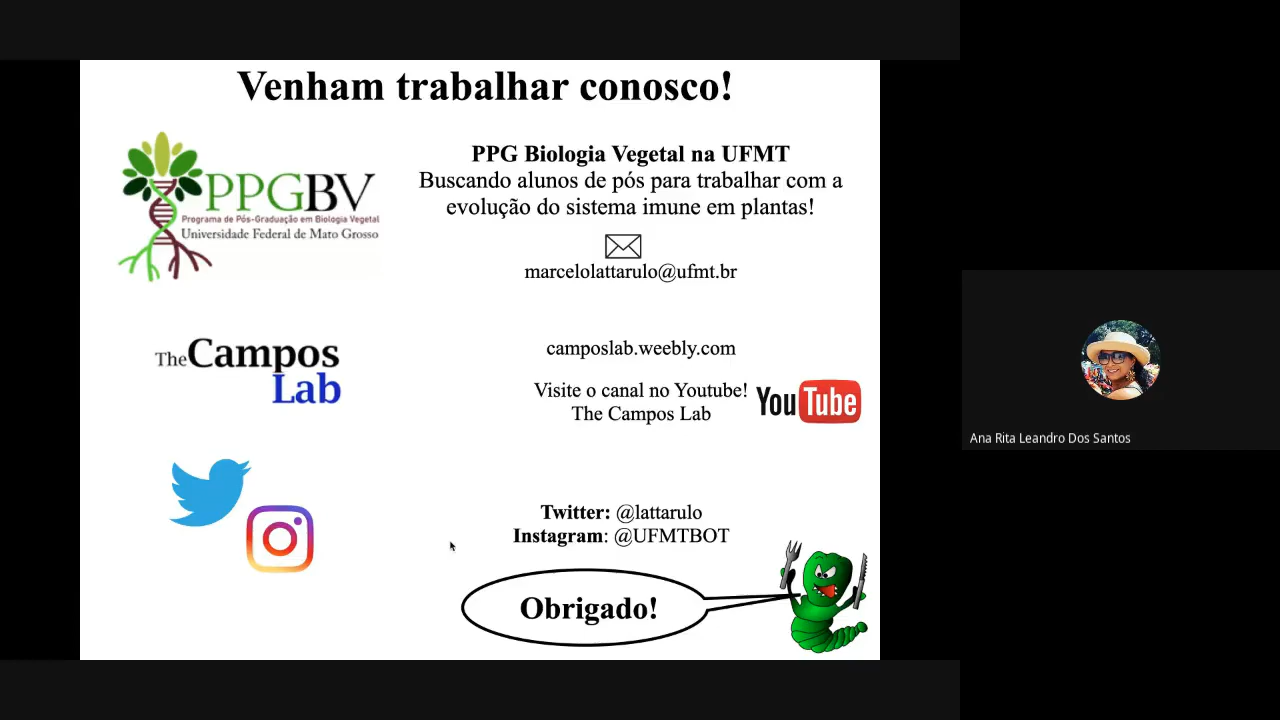 Venham trabalhar conosco!
PPGBV
Programa de Pós-Graduação em Biologia Vegetal
Universidade Federal de Mato Grosso
PPG Biologia Vegetal na UFMT
Buscando alunos de pós para trabalhar com a
evolução do sistema imune em plantas!
marcelolattarulo@ufmt.br
The Campos
Lab
camposlab.weebly.com
Visite o canal no Youtube!
The Campos Lab
YouTube
Twitter: @lattarulo
Instagram: @UFMTBOT
Obrigado!
Ana Rita Leandro Dos Santos